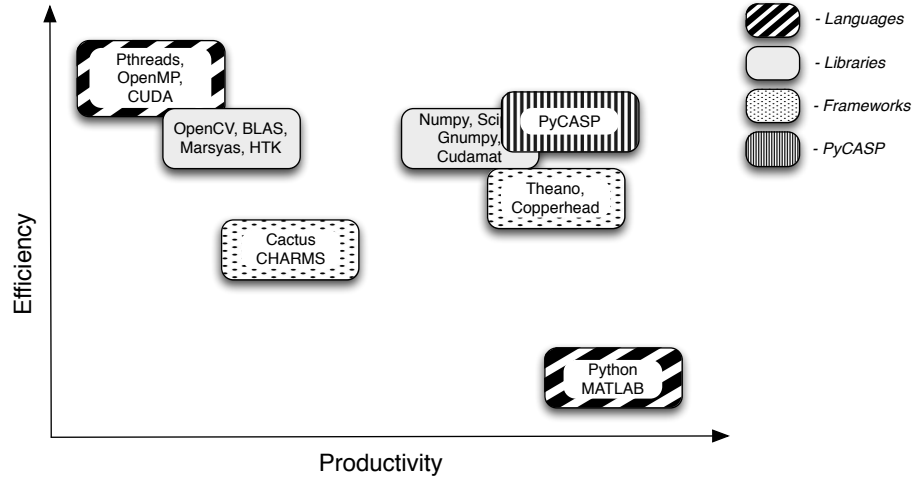 Pthreads,
OpenMP,
CUDA
OpenCV, BLAS,
Marsyas, HTK
Numpy, Sci
Gnumpy,
Cudamat
PyCASP
Theano,
Copperhead
Cactus
CHARMS
Python
MATLAB
Efficiency
Productivity
- Languages
- Libraries
- Frameworks
- PyCASP